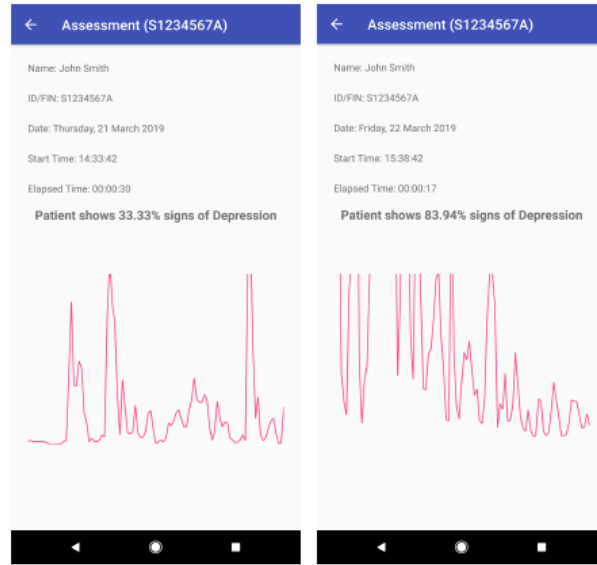 Assessment (S1234567A)
Name: John Smith
ID/FIN: S1234567A
Date: Thursday, 21 March 2019
Start Time: 14:33:42
Elapsed Time: 00:00:30
Patient shows 33.33% signs of Depression
Assessment (S1234567A)
Name: John Smith
ID/FIN: S1234567A
Date: Friday, 22 March 2019
Start Time: 15:38:42
Elapsed Time: 00:00:17
Patient shows 83.94% signs of Depression